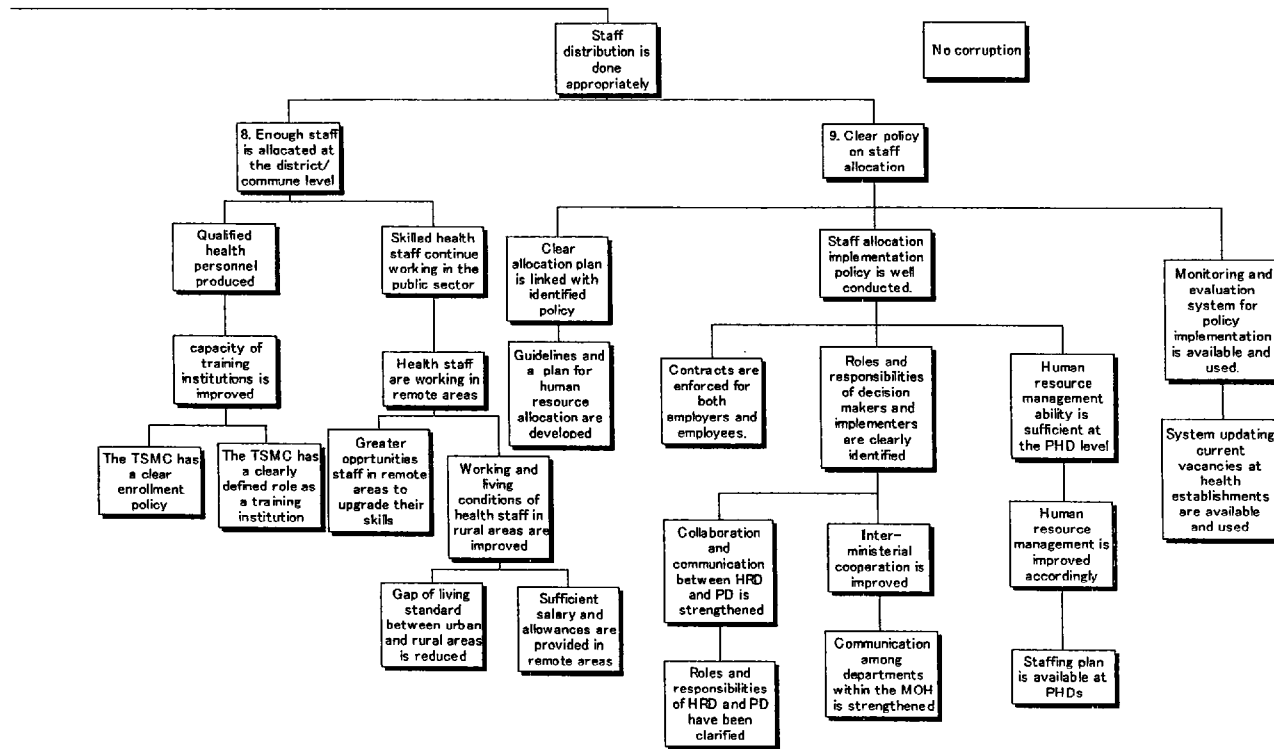 Staff
distribution is
done
appropriately
No corruption
8. Enough staff
is allocated at
the district/
commune level
9. Clear policy
on staff
allocation
Qualified
health
personnel
produced
Skilled health
staff continue
working in the
public sector
Clear
allocation plan
is linked with
identified
policy
Staff allocation
implementation
policy is well
conducted.
Monitoring and
evaluation
system for
policy
implementation
is available and
used.
capacity of
training
institutions is
improved
Health staff
are working in
remote areas
Guidelines and
a plan for
human
resource
allocation are
developed
Contracts are
enforced for
both
employers and
employees.
Roles and
responsibilities
of decision
makers and
implementers
are clearly
identified
Human
resource
management
ability is
sufficient at
the PHD level
System updating
current
vacancies at
health
establishments
are available
and used
The TSMC has
a clear
enrollment
policy
The TSMC has
a clearly
defined role as
a training
institution
Greater
opprtunities
staff in remote
areas to
upgrade their
skills
Working and
living
conditions of
health staff in
rural areas are
improved
Collaboration
and
communication
between HRD
and PD is
strengthened
Inter-
ministerial
cooperation is
improved
Human
resource
management is
improved
accordingly
Gap of living
standard
between urban
and rural areas
is reduced
Sufficient
salary and
allowances are
provided in
remote areas
Roles and
responsibilities
of HRD and PD
have been
clarified
Communication
among
departments
within the MOH
is strengthened
Staffing plan
is available at
PHDs